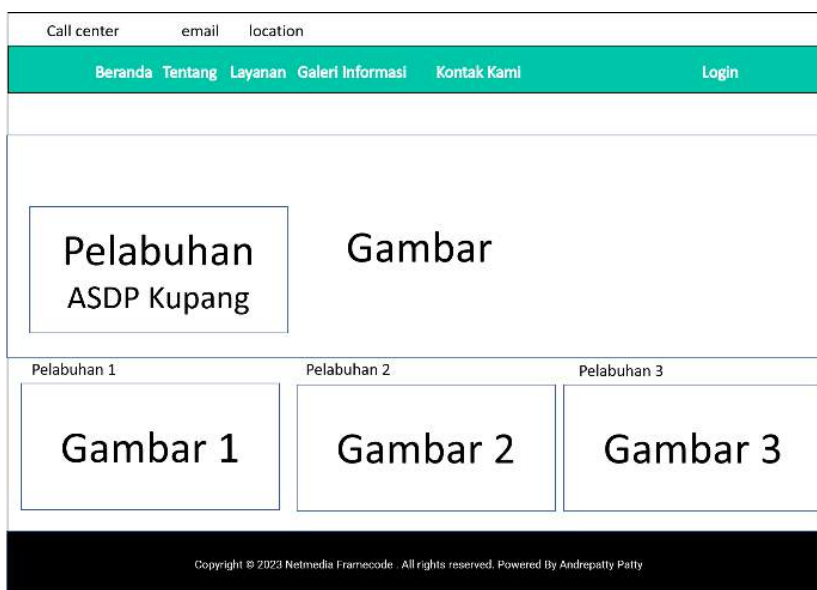 Call center email location
Beranda Tentang Layanan Galeri Informasi Kontak Kami Login
Pelabuhan
ASDP Kupang
Gambar
Pelabuhan 1 Pelabuhan 2 Pelabuhan 3
Gambar 1 Gambar 2 Gambar 3
Copyright © 2023 Netmedia Framecode . All rights reserved. Powered By Andrepatty Patty